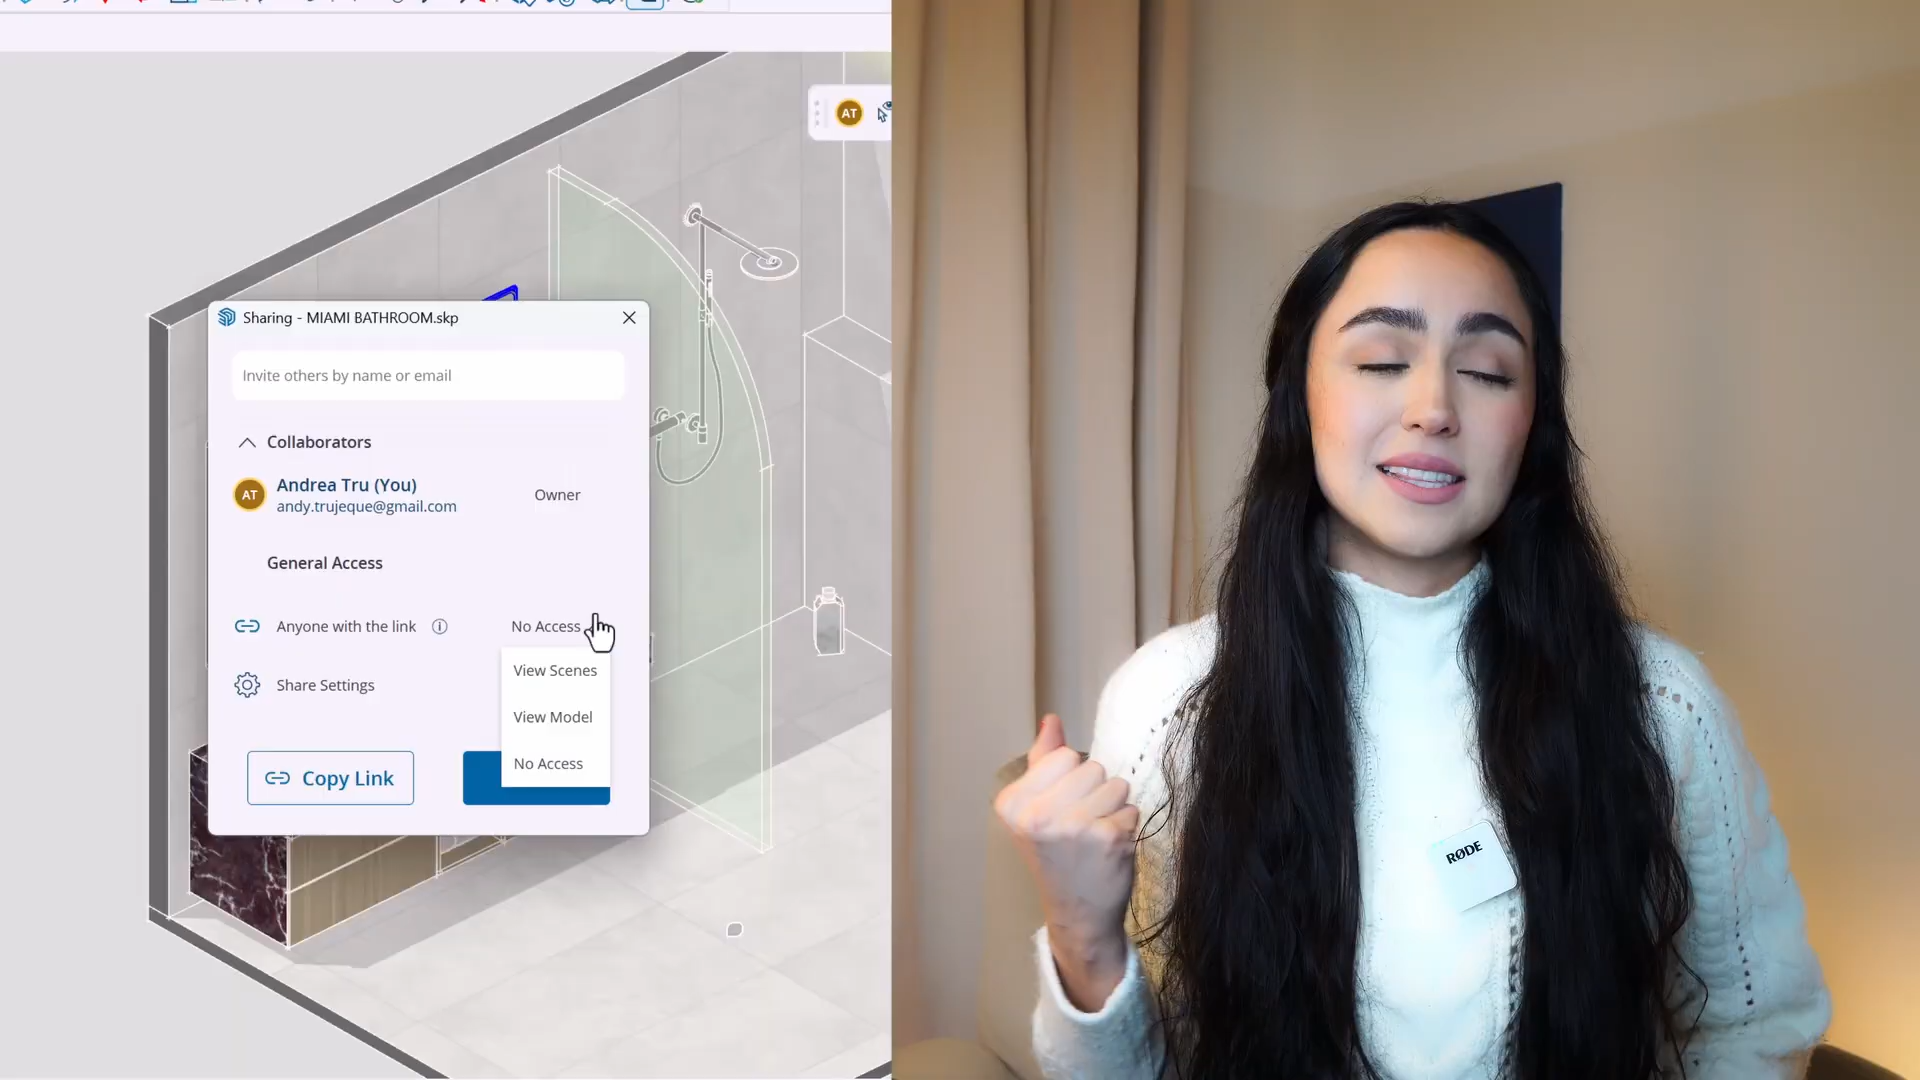 AT
Sharing - MIAMI BATHROOM.skp
Invite others by name or email
Collaborators
AT
Andrea Tru (You)
andy.trujeque@gmail.com
Owner
General Access
Anyone with the link
No Access
View Scenes
Share Settings
View Model
No Access
Copy Link
RØDE